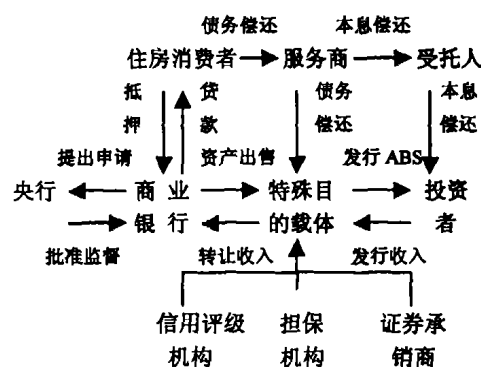 债务偿还 本息偿还
住房消费者 服务商 受托人
抵 贷 债务 本息
押 款 偿还 偿还
提出申请 资产出售 发行 ABS
央行 商业 特殊目 投资
银行 的载体 者
批准监督 转让收入 发行收入
信用评级 担保 证券承
机构 机构 销商